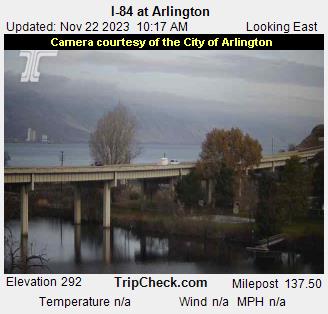 I-84 at Arlington
Updated: Nov 22 2023 10:17 AM Looking East
Camera courtesy of the City of Arlington
Elevation 292 TripCheck.com Milepost 137.50
Temperature n/a Wind n/a MPH n/a